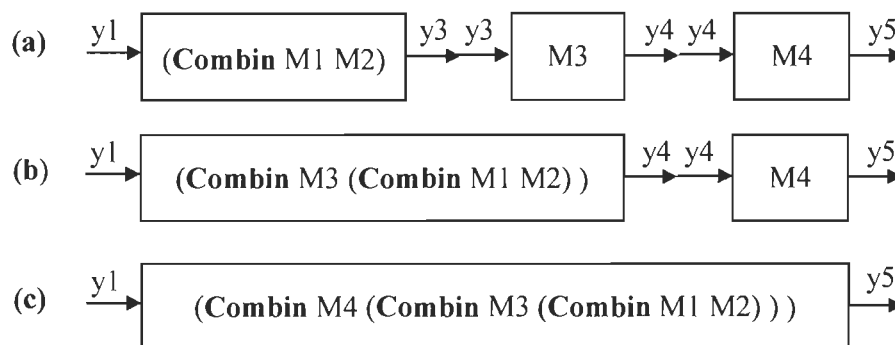 y1 y3 y3 y4 y4 y5
(a) (Combin M1 M2) M3 M4
y1 y4 y4 y5
(b) (Combin M3 (Combin M1 M2) ) M4
y1 y5
(c) (Combin M4 (Combin M3 (Combin M1 M2) ) )